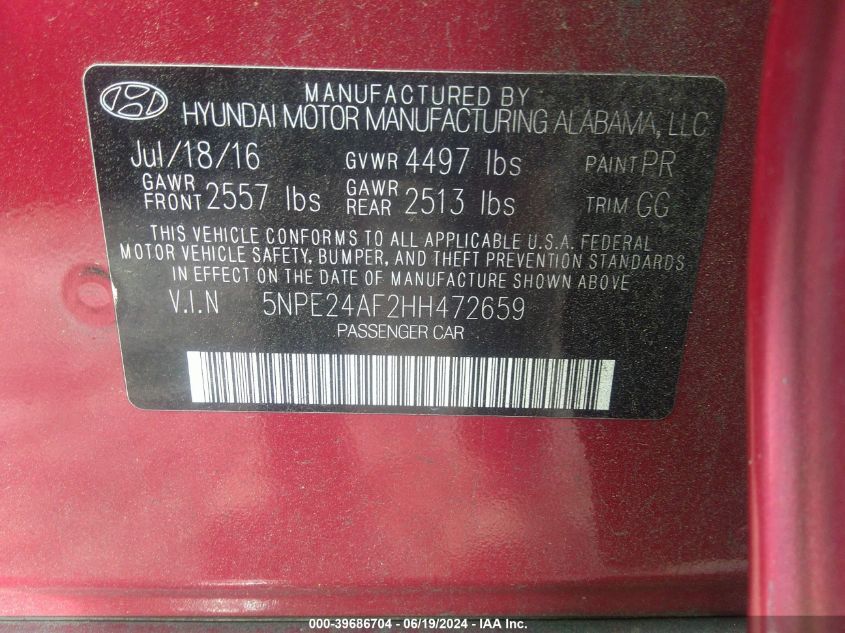 MANUFACTURED BY
HYUNDAI MOTOR MANUFACTURING ALABAMA, LLC
Jul/18/16 GVWR 4497 lbs PAINT PR
GAWR FRONT 2557 lbs GAWR REAR 2513 lbs TRIM GG
THIS VEHICLE CONFORMS TO ALL APPLICABLE U.S.A. FEDERAL
MOTOR VEHICLE SAFETY, BUMPER, AND THEFT PREVENTION STANDARDS
IN EFFECT ON THE DATE OF MANUFACTURE SHOWN ABOVE
V.I.N 5NPE24AF2HH472659
PASSENGER CAR
000-39686704 - 06/19/2024 - IAA Inc.